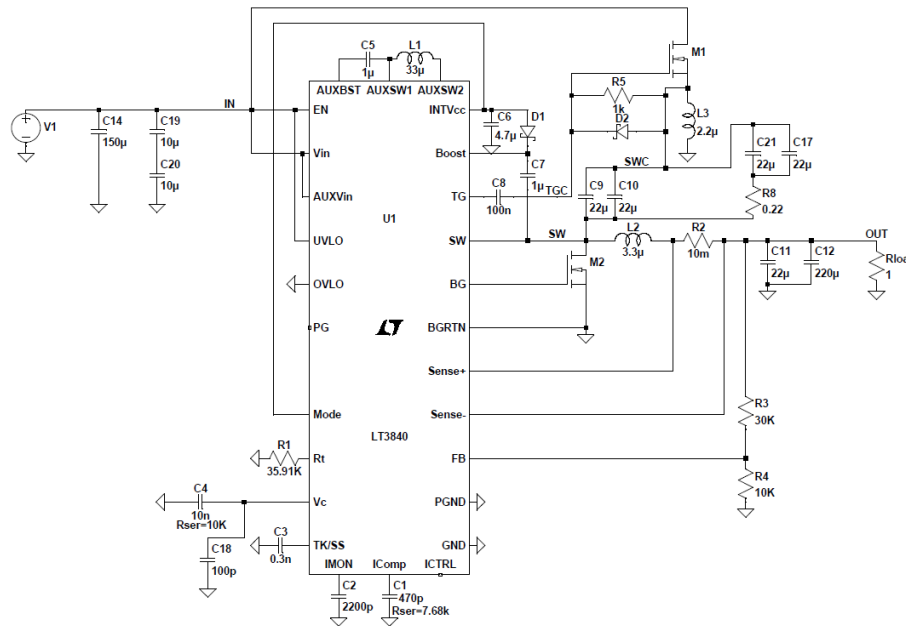 C5
1µ
L1
33µ
AUXBST AUXSW1 AUXSW2
M1
R5
1k
D2
L3
2.2µ
IN
EN
INTVcc
D1
C6
4.7µ
V1
C14
150µ
C19
10µ
C20
10µ
Vin
Boost
C7
1µ
SWC
C21
22µ
C17
22µ
AUXVin
TG
C8
100n
TGC
C9
22µ
C10
22µ
R8
0.22
U1
UVLO
SW
SW
L2
3.3µ
R2
10m
OUT
C11
22µ
C12
220µ
Rloa
1
OVLO
BG
M2
PG
BGRTN
Sense+
Mode
Sense-
R3
30K
LT3840
R1
35.91K
Rt
FB
R4
10K
C4
10n
Rser=10K
Vc
PGND
C18
100p
C3
0.3n
TK/SS
GND
IMON IComp ICTRL
C2
2200p
C1
470p
Rser=7.68k